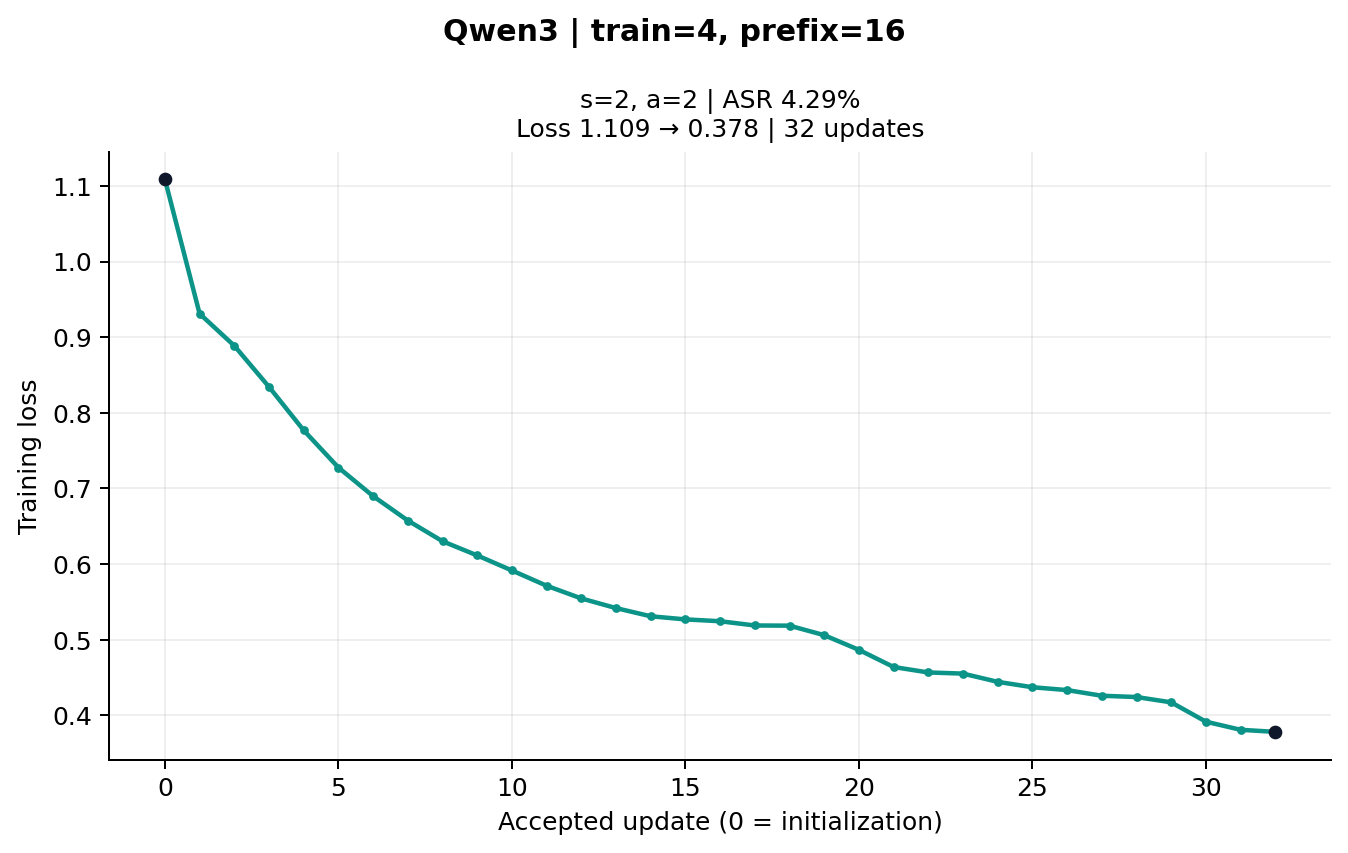 Qwen3 | train=4, prefix=16
s=2, a=2 | ASR 4.29%
Loss 1.109 → 0.378 | 32 updates
Training loss
1.1
1.0
0.9
0.8
0.7
0.6
0.5
0.4
0 5 10 15 20 25 30
Accepted update (0 = initialization)